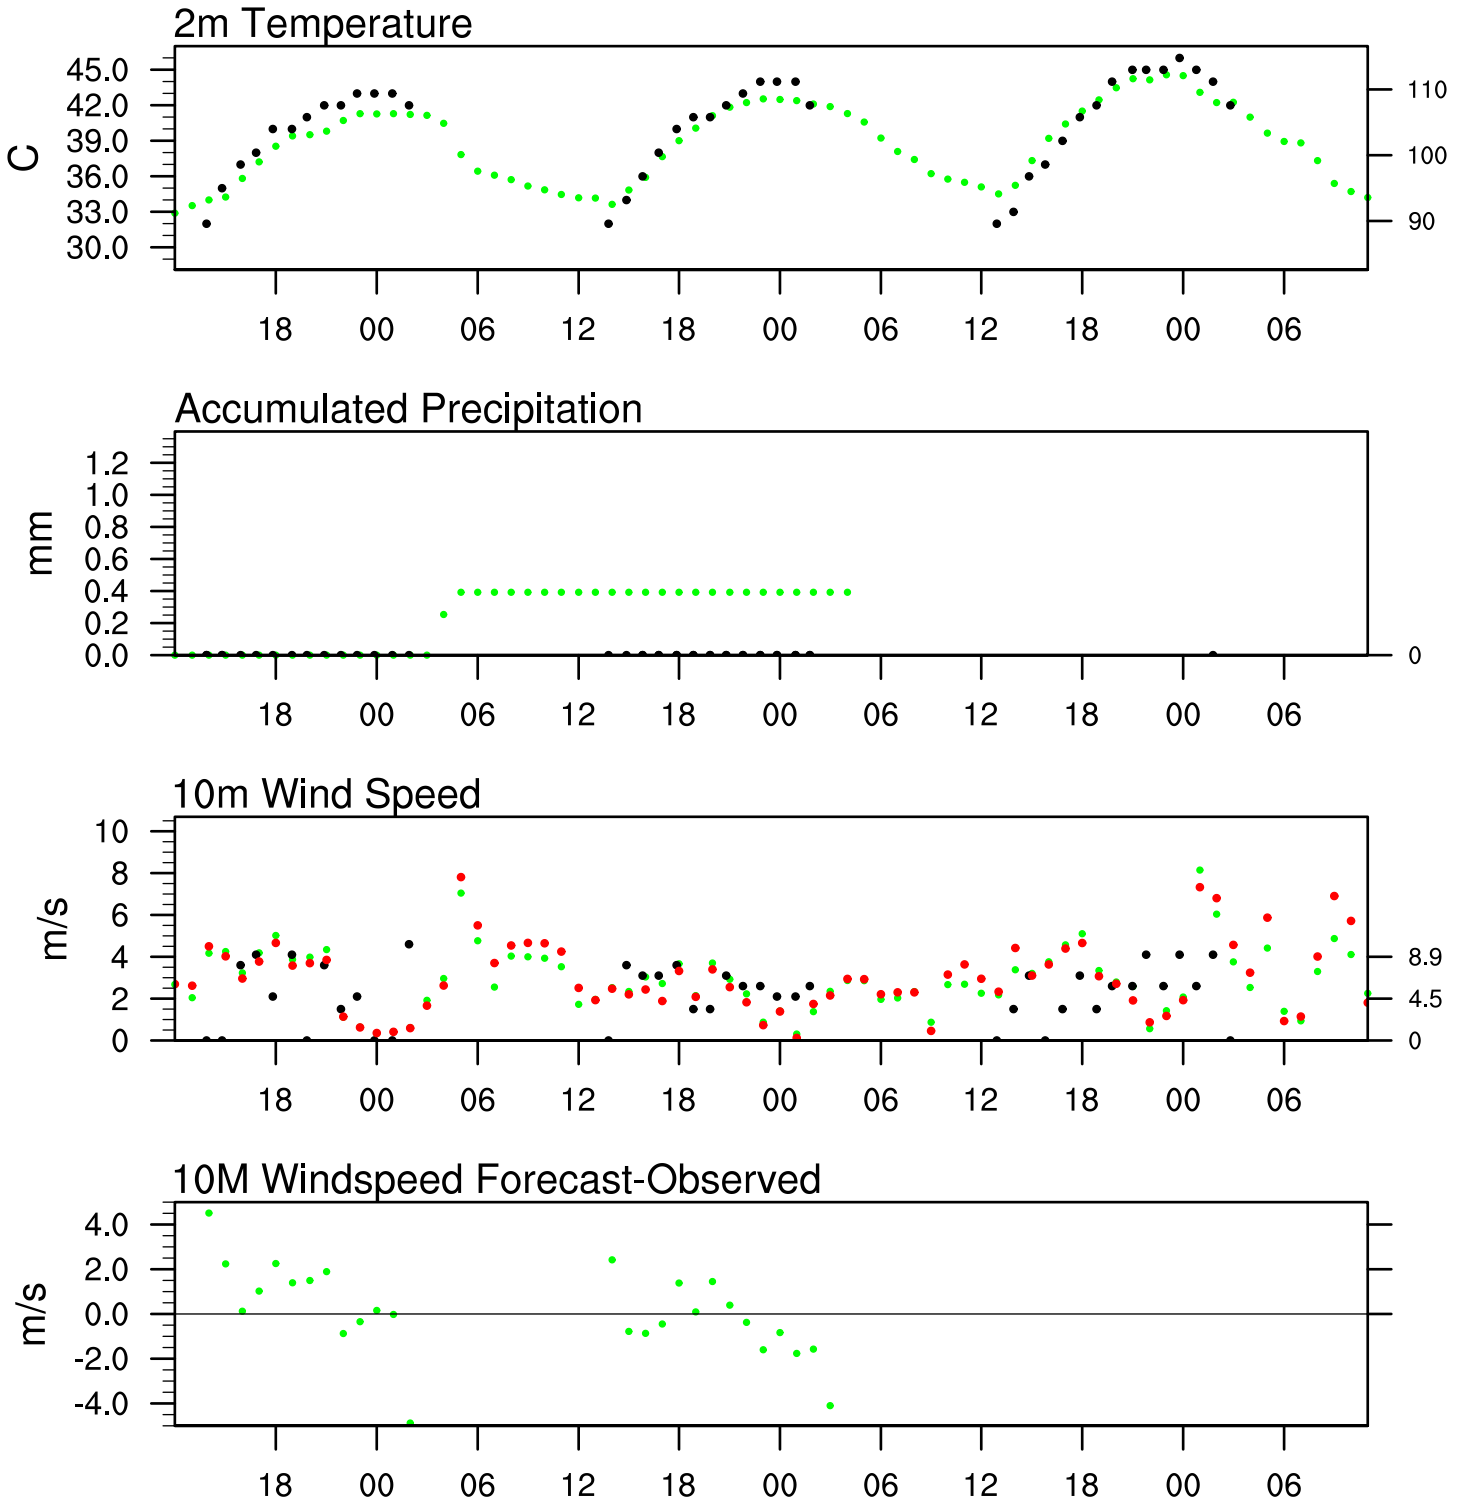 2m Temperature
45.0
42.0
39.0
36.0
33.0
30.0
C
110
100
90
18 00 06 12 18 00 06 12 18 00 06
Accumulated Precipitation
1.2
1.0
0.8
0.6
0.4
0.2
0.0
mm
0
18 00 06 12 18 00 06 12 18 00 06
10m Wind Speed
10
8
6
4
2
0
m/s
8.9
4.5
0
18 00 06 12 18 00 06 12 18 00 06
10M Windspeed Forecast-Observed
4.0
2.0
0.0
-2.0
-4.0
m/s
18 00 06 12 18 00 06 12 18 00 06